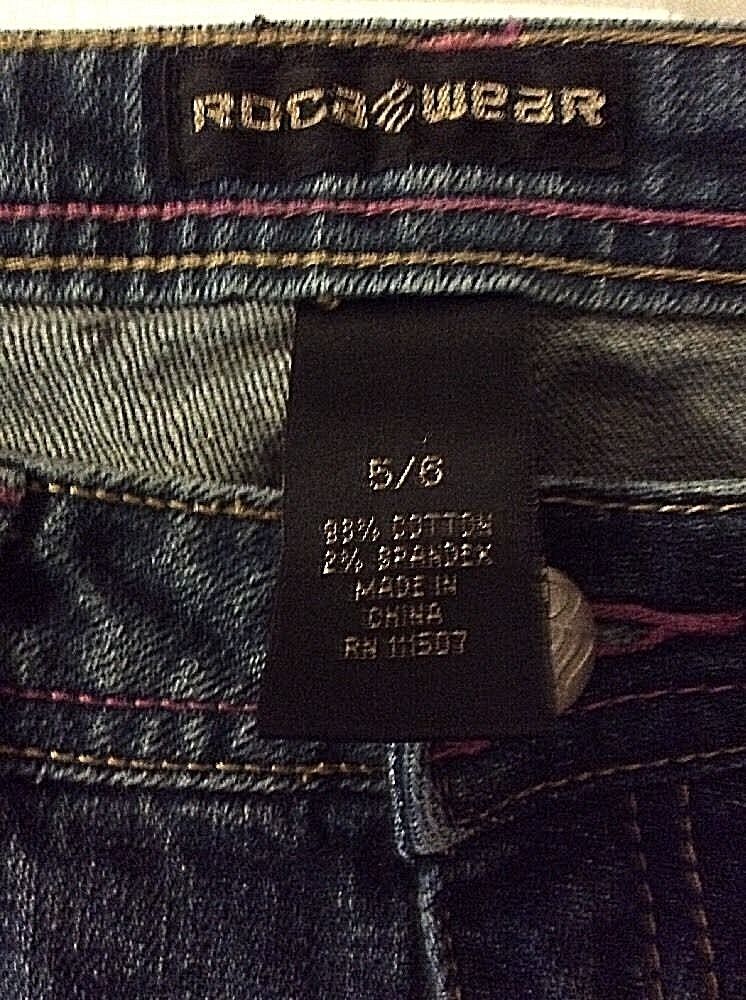 ROCAWEAR
5/6
98% COTTON
2% SPANDEX
MADE IN
CHINA
RN 111507